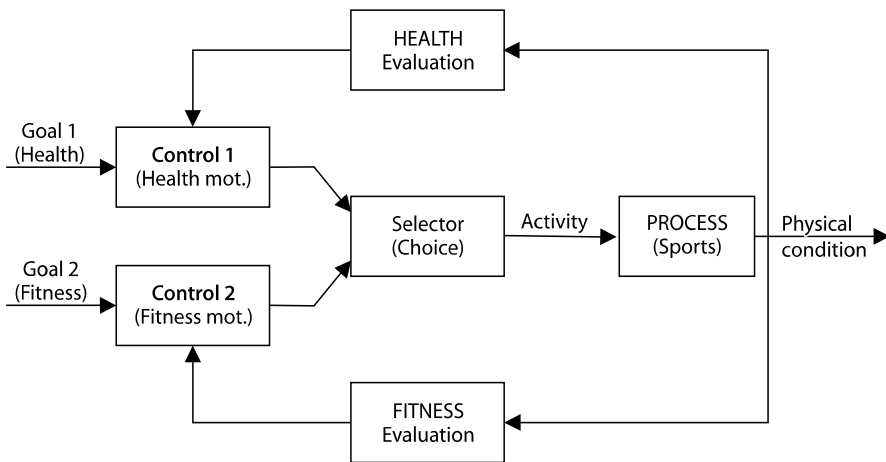 HEALTH
Evaluation
Goal 1
(Health)
Control 1
(Health mot.)
Selector
(Choice)
Activity
PROCESS
(Sports)
Physical
condition
Goal 2
(Fitness)
Control 2
(Fitness mot.)
FITNESS
Evaluation